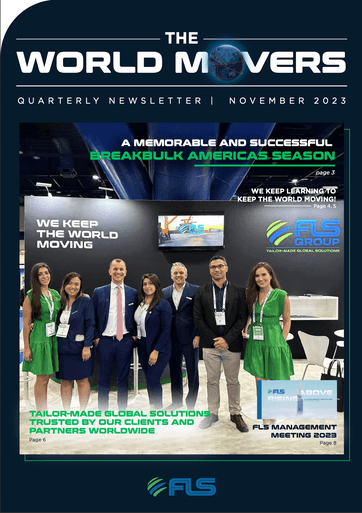 THE
WORLD MOVERS
QUARTERLY NEWSLETTER | NOVEMBER 2023
A MEMORABLE AND SUCCESSFUL
BREAKBULK AMERICAS SEASON
page 3
WE KEEP LEARNING TO
KEEP THE WORLD MOVING!
Page 4, 5
WE KEEP
THE WORLD
MOVING
FLS
GROUP
TAILOR-MADE GLOBAL SOLUTIONS
FLS
RISING ABOVE
TAILOR-MADE GLOBAL SOLUTIONS
TRUSTED BY OUR CLIENTS AND
PARTNERS WORLDWIDE
Page 6
FLS MANAGEMENT
MEETING 2023
Page 8
FLS